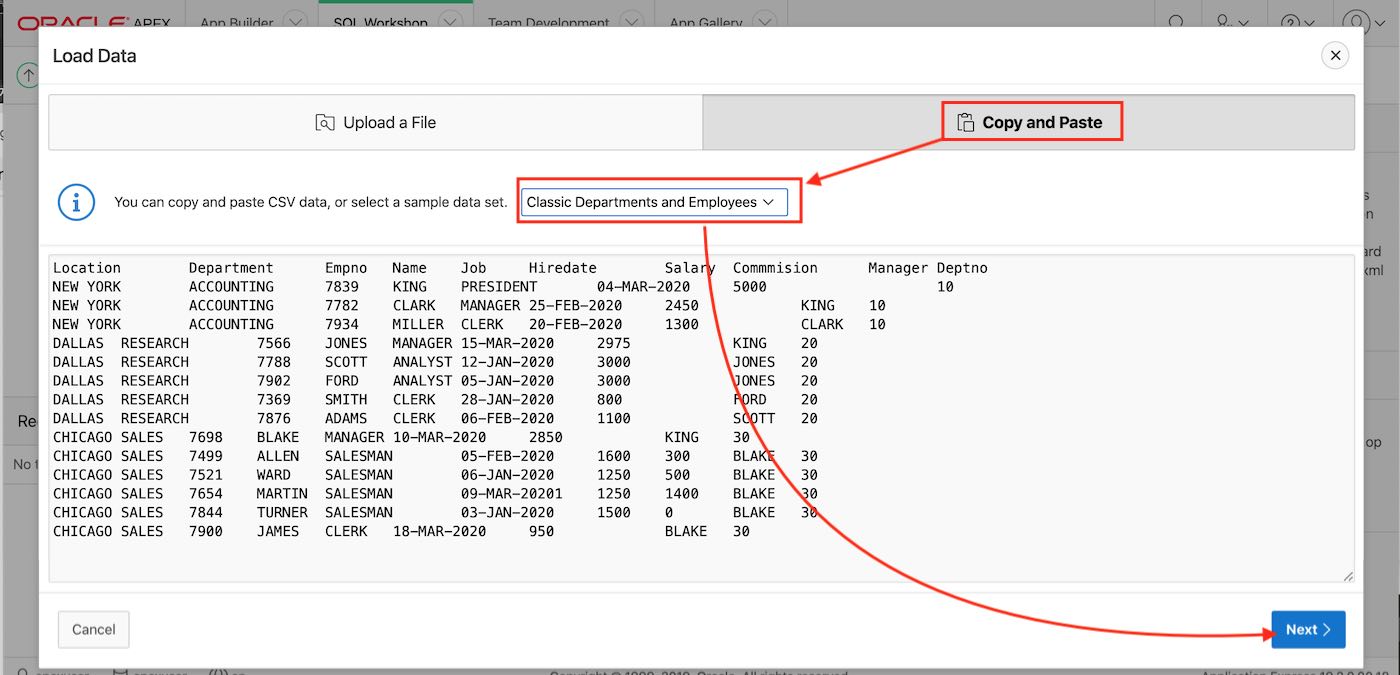 ORACLE APEX App Builder SQL Workshop Team Development App Gallery
Load Data
Upload a File Copy and Paste
You can copy and paste CSV data, or select a sample data set. Classic Departments and Employees
Location Department Empno Name Job Hiredate Salary Commmision Manager Deptno
NEW YORK ACCOUNTING 7839 KING PRESIDENT 04-MAR-2020 5000 10
NEW YORK ACCOUNTING 7782 CLARK MANAGER 25-FEB-2020 2450 KING 10
NEW YORK ACCOUNTING 7934 MILLER CLERK 20-FEB-2020 1300 CLARK 10
DALLAS RESEARCH 7566 JONES MANAGER 15-MAR-2020 2975 KING 20
DALLAS RESEARCH 7788 SCOTT ANALYST 12-JAN-2020 3000 JONES 20
DALLAS RESEARCH 7902 FORD ANALYST 05-JAN-2020 3000 JONES 20
DALLAS RESEARCH 7369 SMITH CLERK 28-JAN-2020 800 FORD 20
DALLAS RESEARCH 7876 ADAMS CLERK 06-FEB-2020 1100 SCOTT 20
CHICAGO SALES 7698 BLAKE MANAGER 10-MAR-2020 2850 KING 30
CHICAGO SALES 7499 ALLEN SALESMAN 05-FEB-2020 1600 300 BLAKE 30
CHICAGO SALES 7521 WARD SALESMAN 06-JAN-2020 1250 500 BLAKE 30
CHICAGO SALES 7654 MARTIN SALESMAN 09-MAR-20201 1250 1400 BLAKE 30
CHICAGO SALES 7844 TURNER SALESMAN 03-JAN-2020 1500 0 BLAKE 30
CHICAGO SALES 7900 JAMES CLERK 18-MAR-2020 950 BLAKE 30
Cancel Next